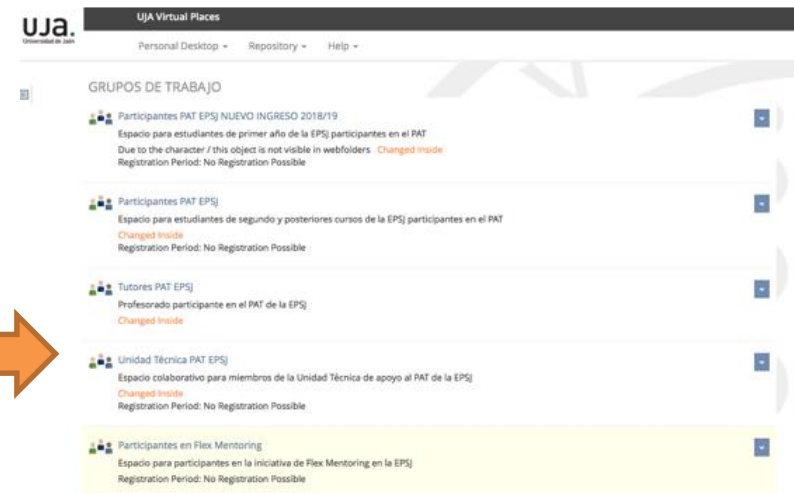 UJA Virtual Places
uja.
Universidad de Jaén
Personal Desktop Repository Help
GRUPOS DE TRABAJO
Participantes PAT EPSJ NUEVO INGRESO 2018/19
Espacio para estudiantes de primer año de la EPSJ participantes en el PAT
Due to the character / this object is not visible in webfolders Changed Inside
Registration Period: No Registration Possible
Participantes PAT EPSJ
Espacio para estudiantes de segundo y posteriores cursos de la EPSJ participantes en el PAT
Changed Inside
Registration Period: No Registration Possible
Tutores PAT EPSJ
Profesorado participante en el PAT de la EPSJ
Changed Inside
Unidad Técnica PAT EPSJ
Espacio colaborativo para miembros de la Unidad Técnica de apoyo al PAT de la EPSJ
Changed Inside
Registration Period: No Registration Possible
Participantes en Flex Mentoring
Espacio para participantes en la iniciativa de Flex Mentoring en la EPSJ
Registration Period: No Registration Possible